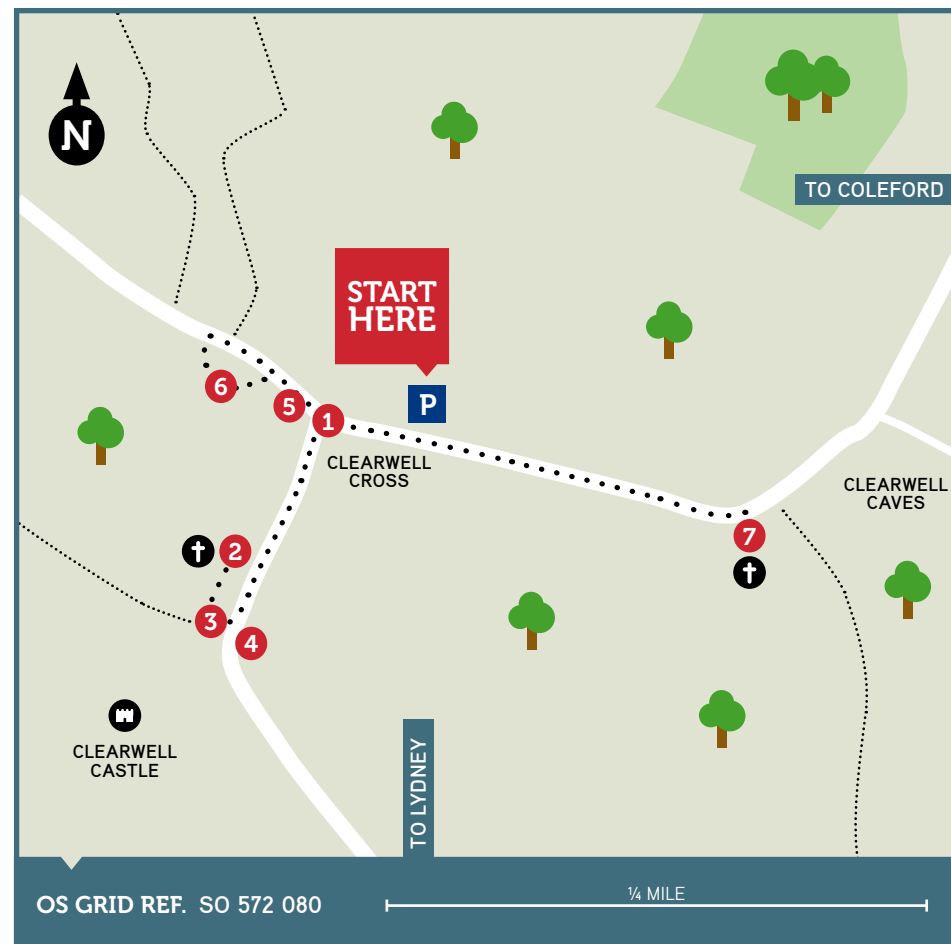 N
TO COLEFORD
START
HERE
P
6
5
1
CLEARWELL
CROSS
CLEARWELL
CAVES
7
2
3
4
CLEARWELL
CASTLE
TO LYDNEY
OS GRID REF. SO 572 080
¼ MILE